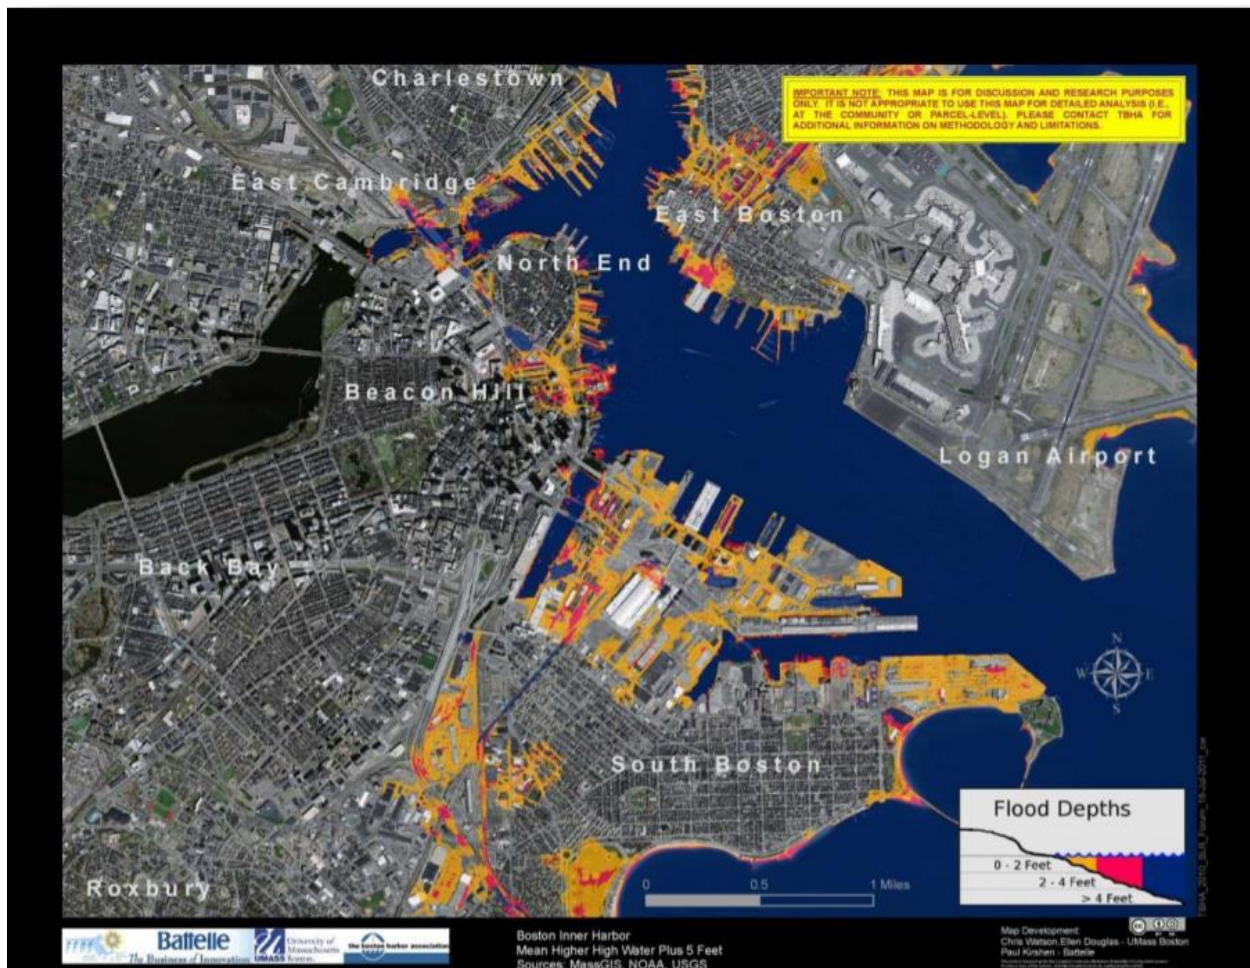 Charlestown
IMPORTANT NOTE: THIS MAP IS FOR DISCUSSION AND RESEARCH PURPOSES
ONLY. IT IS NOT APPROPRIATE TO USE THIS MAP FOR DETAILED ANALYSIS (I.E.,
AT THE COMMUNITY OR PARCEL-LEVEL). PLEASE CONTACT TBHA FOR
ADDITIONAL INFORMATION ON METHODOLOGY AND LIMITATIONS.
East Cambridge
East Boston
North End
Beacon Hill
Logan Airport
Back Bay
N
W E
S
South Boston
Roxbury
Flood Depths
0 - 2 Feet
2 - 4 Feet
> 4 Feet
0 0.5 1 Miles
Battelle
The Business of Innovation
UMASS
BOSTON
University of
Massachusetts
Boston
the boston harbor association
Boston Inner Harbor
Mean Higher High Water Plus 5 Feet
Sources: MassGIS, NOAA, USGS
Map Development:
Chris Watson, Ellen Douglas - UMass Boston
Paul Kirshen - Battelle